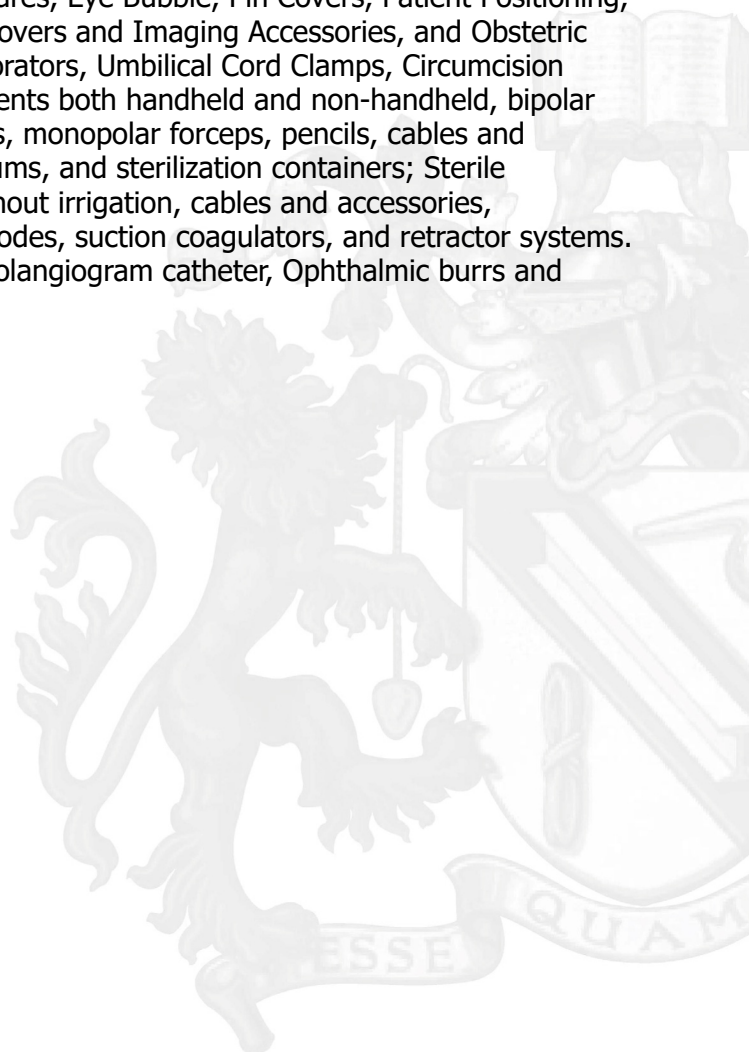 ures, Eye Bubble, Pin Covers, Patient Positioning,
overs and Imaging Accessories, and Obstetric
orators, Umbilical Cord Clamps, Circumcision
ents both handheld and non-handheld, bipolar
s, monopolar forceps, pencils, cables and
ums, and sterilization containers; Sterile
hout irrigation, cables and accessories,
odes, suction coagulators, and retractor systems.
olangiogram catheter, Ophthalmic burrs and
ESSE
QUAM